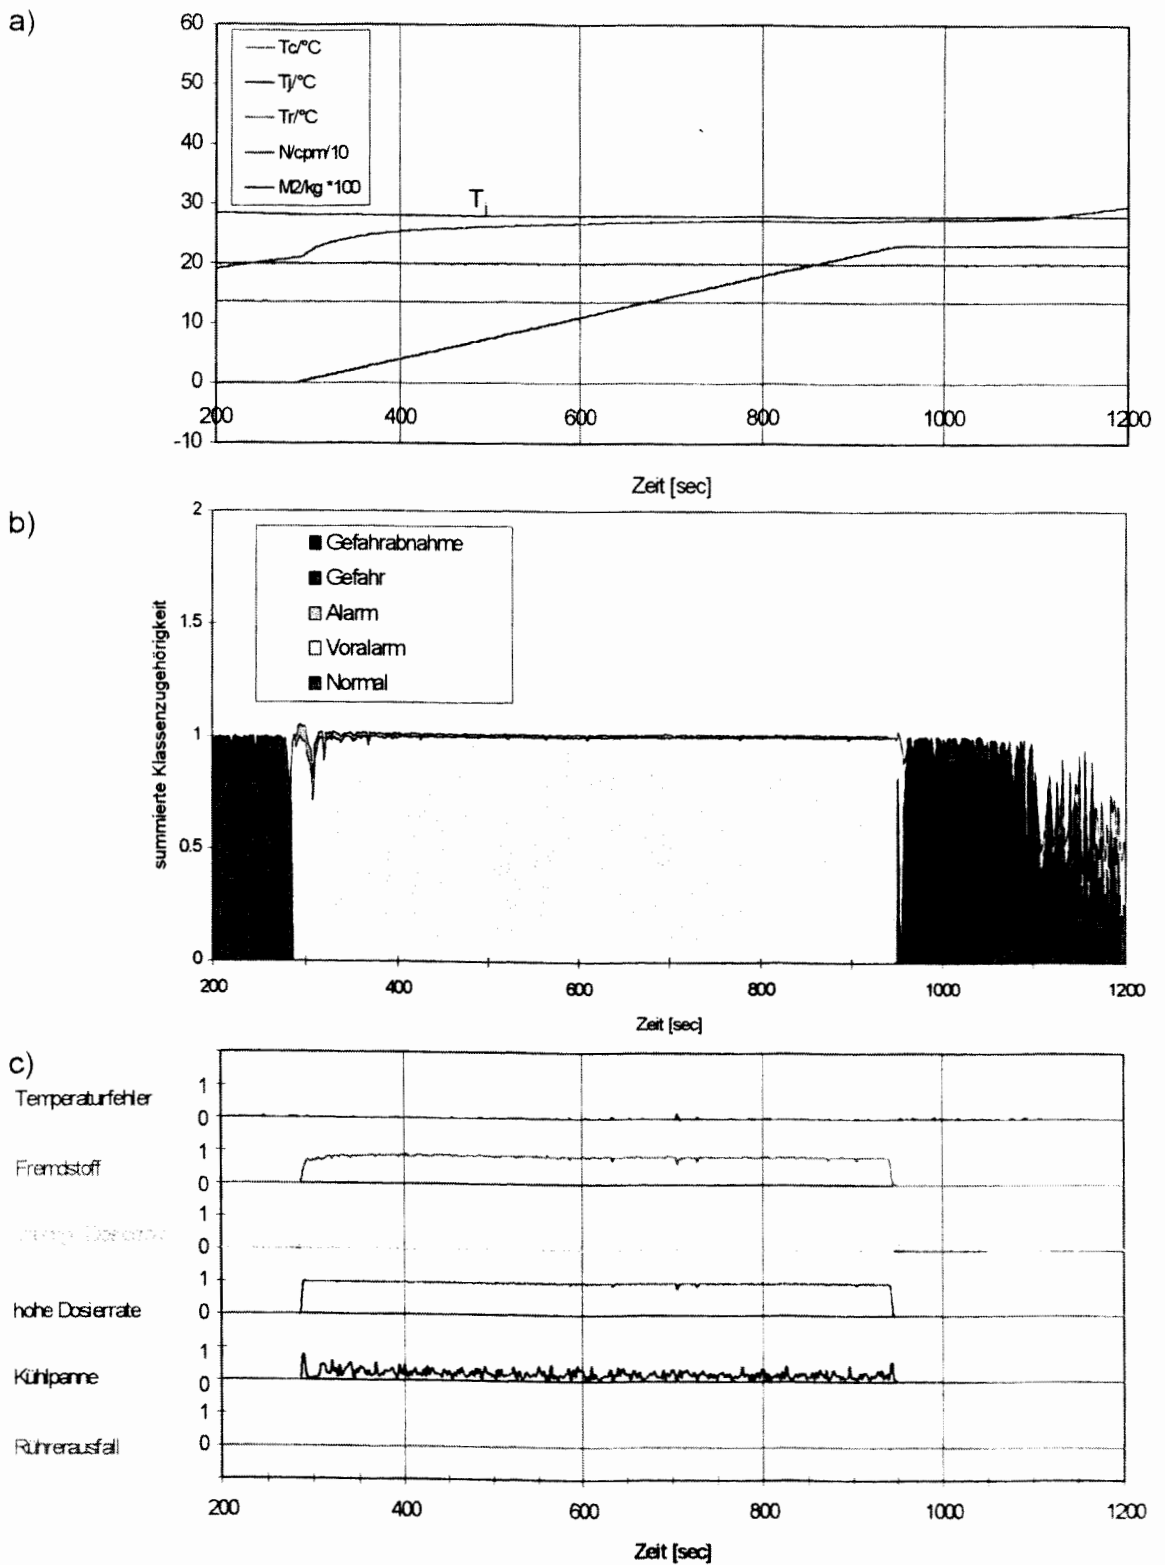 a)
60
50
40
30
20
10
0
-10
Tc/°C
Tj/°C
Tr/°C
N/cpm/10
M2/kg *100
Tj
200 400 600 800 1000 1200
Zeit [sec]
b)
summierte Klassenzugehörigkeit
2
1.5
1
0.5
0
Gefahrabnahme
Gefahr
Alarm
Voralarm
Normal
200 400 600 800 1000 1200
Zeit [sec]
c)
Temperaturfehler
1
0
Fremdstoff
1
0
1
0
hohe Dosierrate
1
0
Kühlpanne
1
0
Rührerausfall
1
0
200 400 600 800 1000 1200
Zeit [sec]